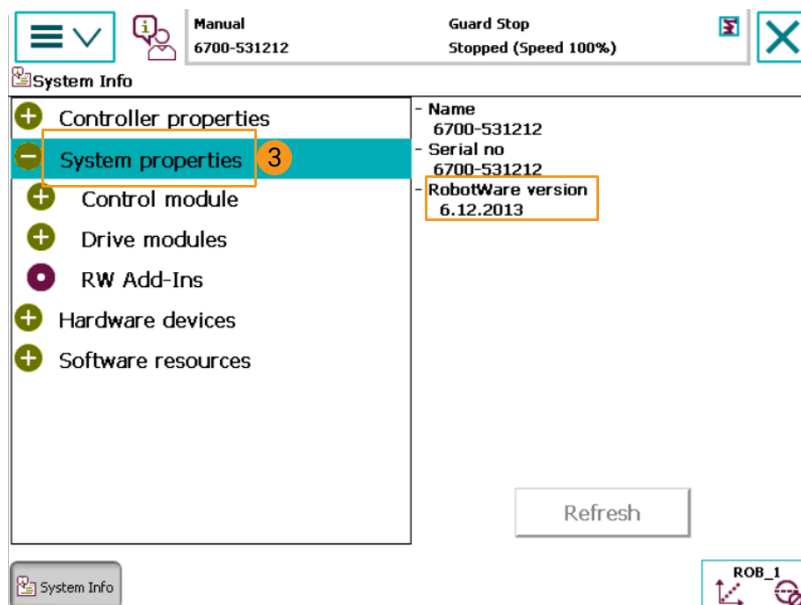 Manual
6700-531212
Guard Stop
Stopped (Speed 100%)
System Info
Controller properties
System properties
3
Control module
Drive modules
RW Add-Ins
Hardware devices
Software resources
- Name
6700-531212
- Serial no
6700-531212
- RobotWare version
6.12.2013
Refresh
System Info
ROB_1